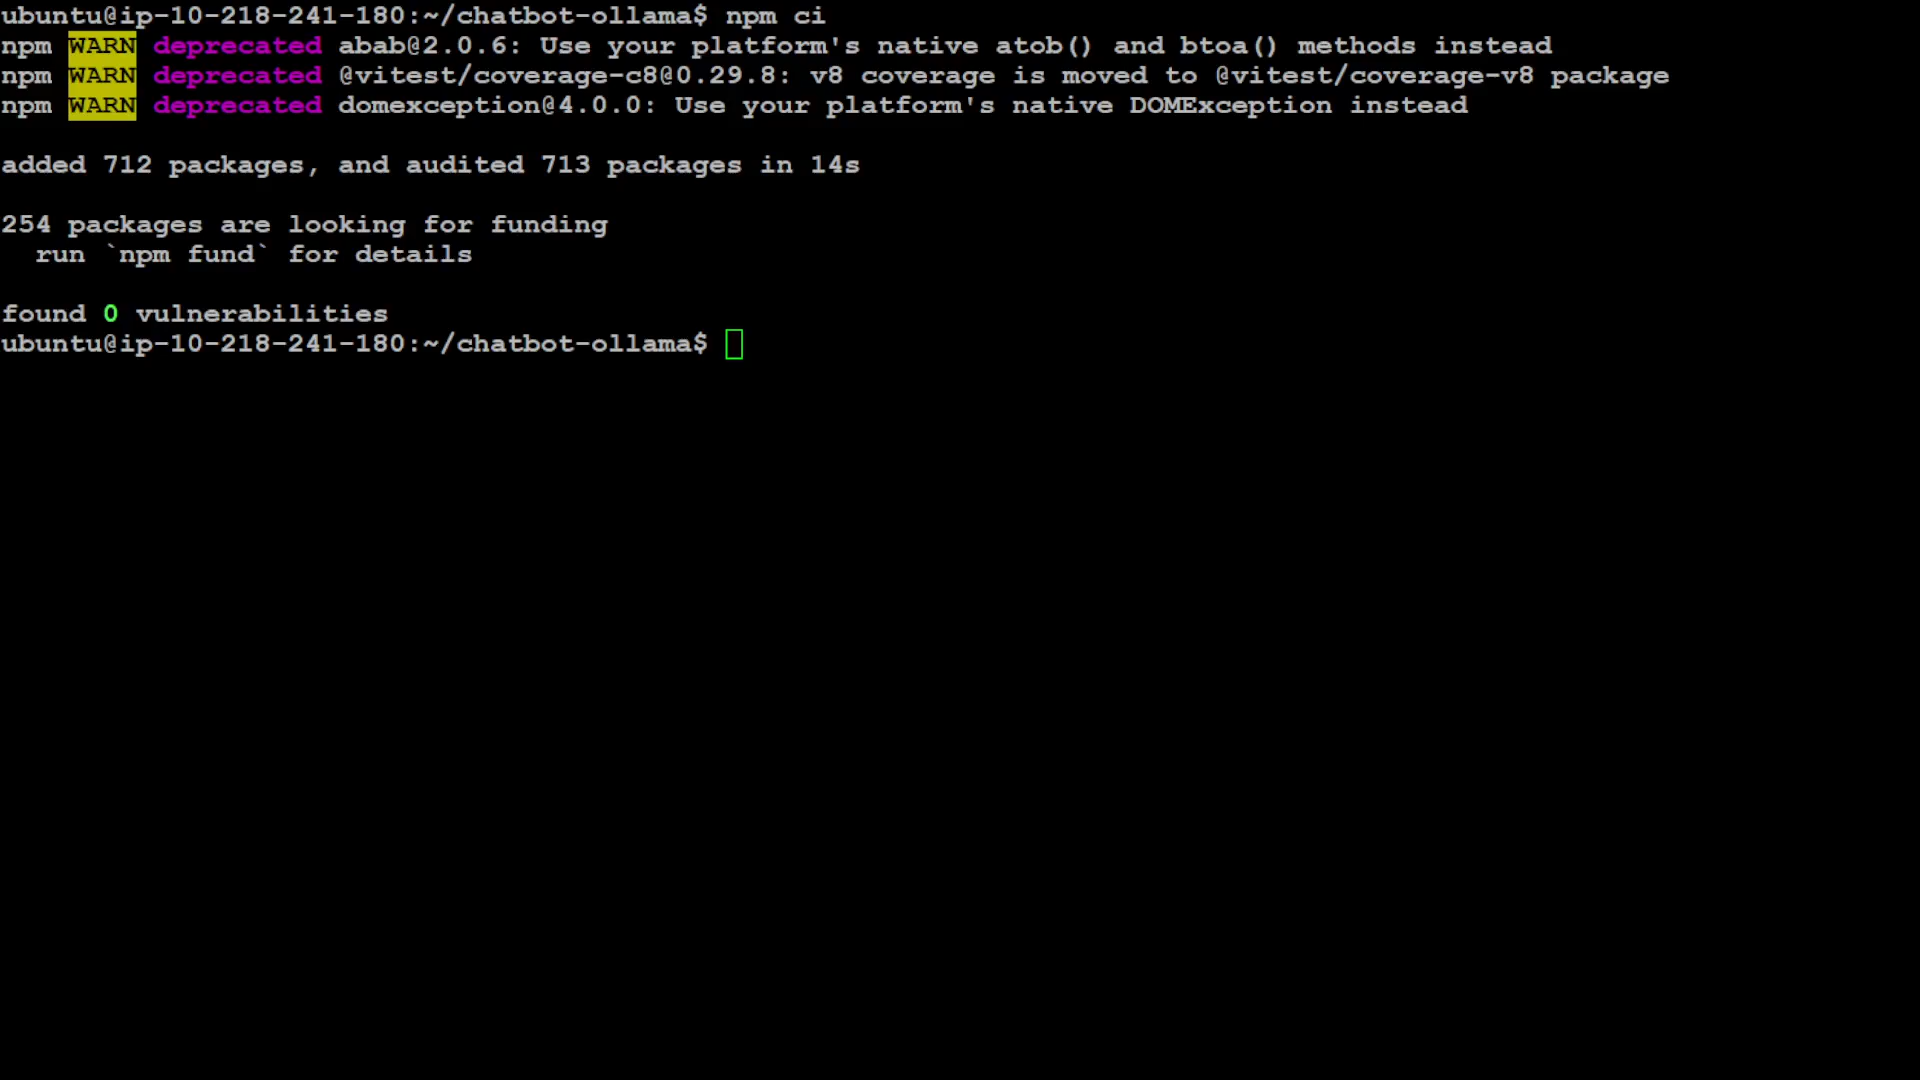 ubuntu@ip-10-218-241-180:~/chatbot-ollama$ npm ci
npm WARN deprecated abab@2.0.6: Use your platform's native atob() and btoa() methods instead
npm WARN deprecated @vitest/coverage-c8@0.29.8: v8 coverage is moved to @vitest/coverage-v8 package
npm WARN deprecated domexception@4.0.0: Use your platform's native DOMException instead
added 712 packages, and audited 713 packages in 14s
254 packages are looking for funding
  run `npm fund` for details
found 0 vulnerabilities
ubuntu@ip-10-218-241-180:~/chatbot-ollama$